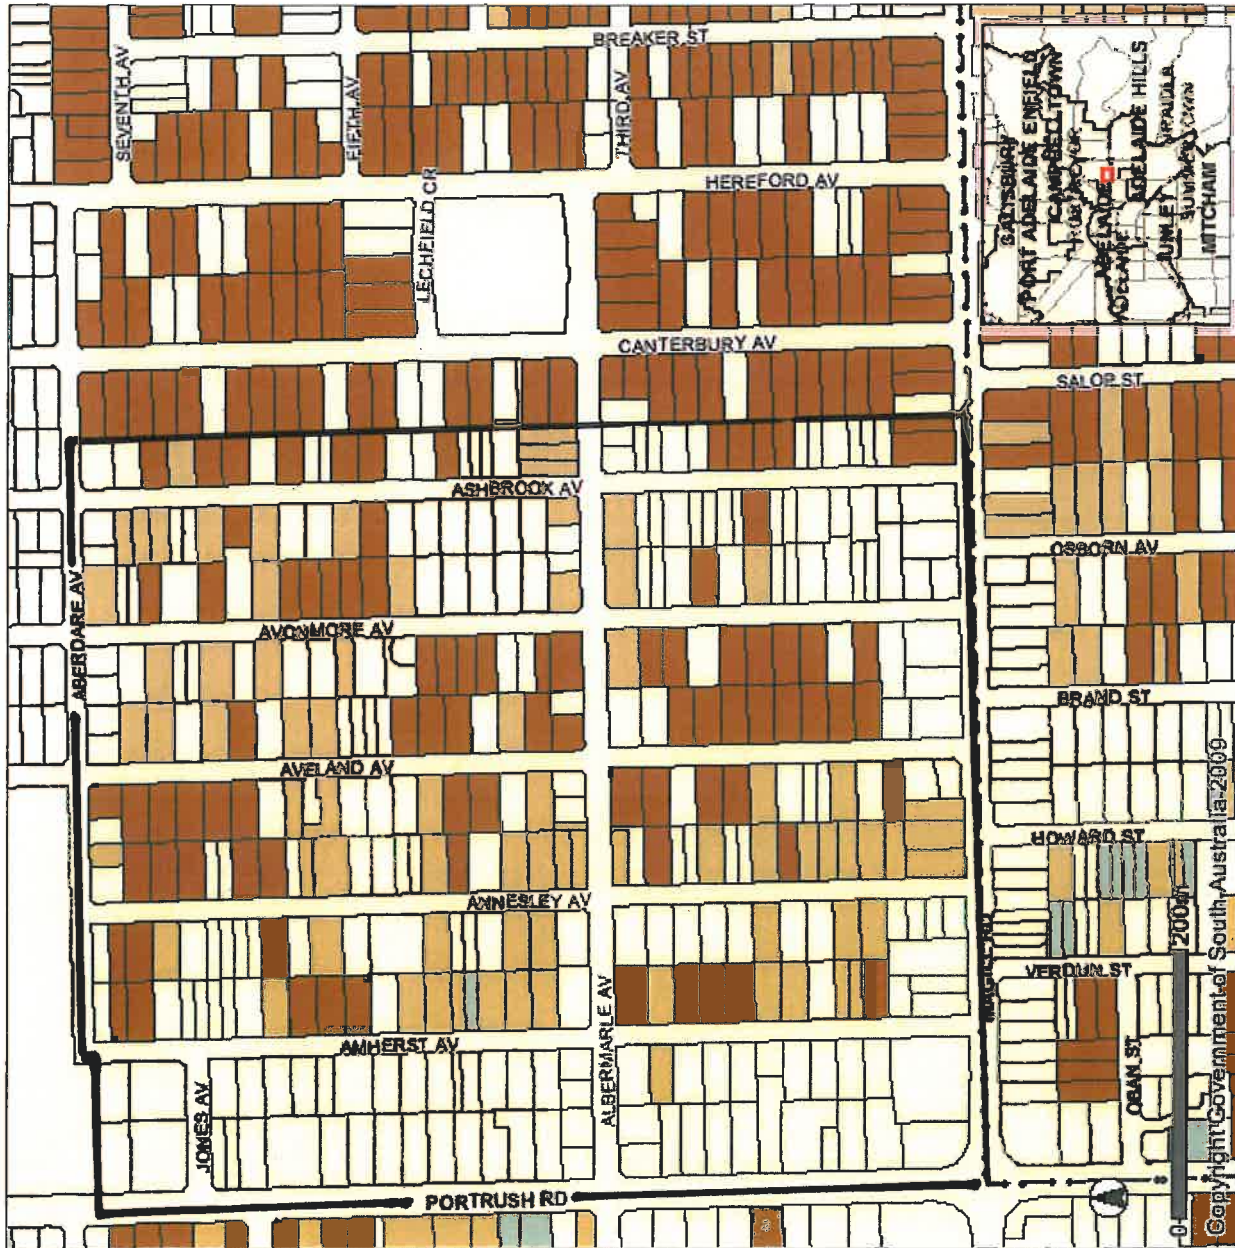 BREAKER ST
SEVENTH AV
FIFTH AV
THIRD AV
HEREFORD AV
LECHFIELD CR
CANTERBURY AV
SALISBURY
PORT ADELAIDE ENFIELD
CAMPBELLTOWN
ADELAIDE
ADELAIDE HILLS
MITCHAM
SALOP ST
ASHBROOK AV
OSBORN AV
ABERDARE AV
AVONMORE AV
BRAND ST
AVELAND AV
HOWARD ST
ANNESLEY AV
VERDUN ST
MAGILL RD
AMHERST AV
ALBERMARLE AV
OBAN ST
JONES AV
PORTRUSH RD
0
200m
Copyright Government of South Australia 2009